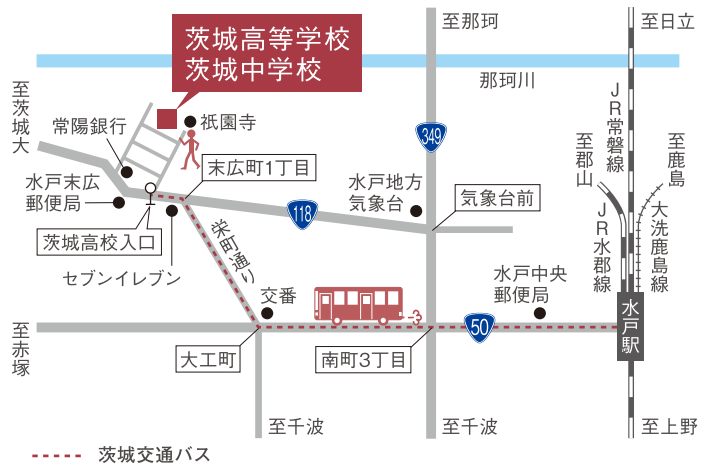 茨城高等学校
茨城中学校
至那珂
至日立
那珂川
至茨城大
常陽銀行
祇園寺
349
JR常磐線
至郡山
至鹿島
末広町1丁目
水戸末広
郵便局
水戸地方
気象台
気象台前
118
茨城高校入口
栄町通り
JR水郡線
大洗鹿島線
セブンイレブン
水戸中央
郵便局
交番
水戸駅
50
至赤塚
大工町
南町3丁目
至千波
至千波
至上野
茨城交通バス